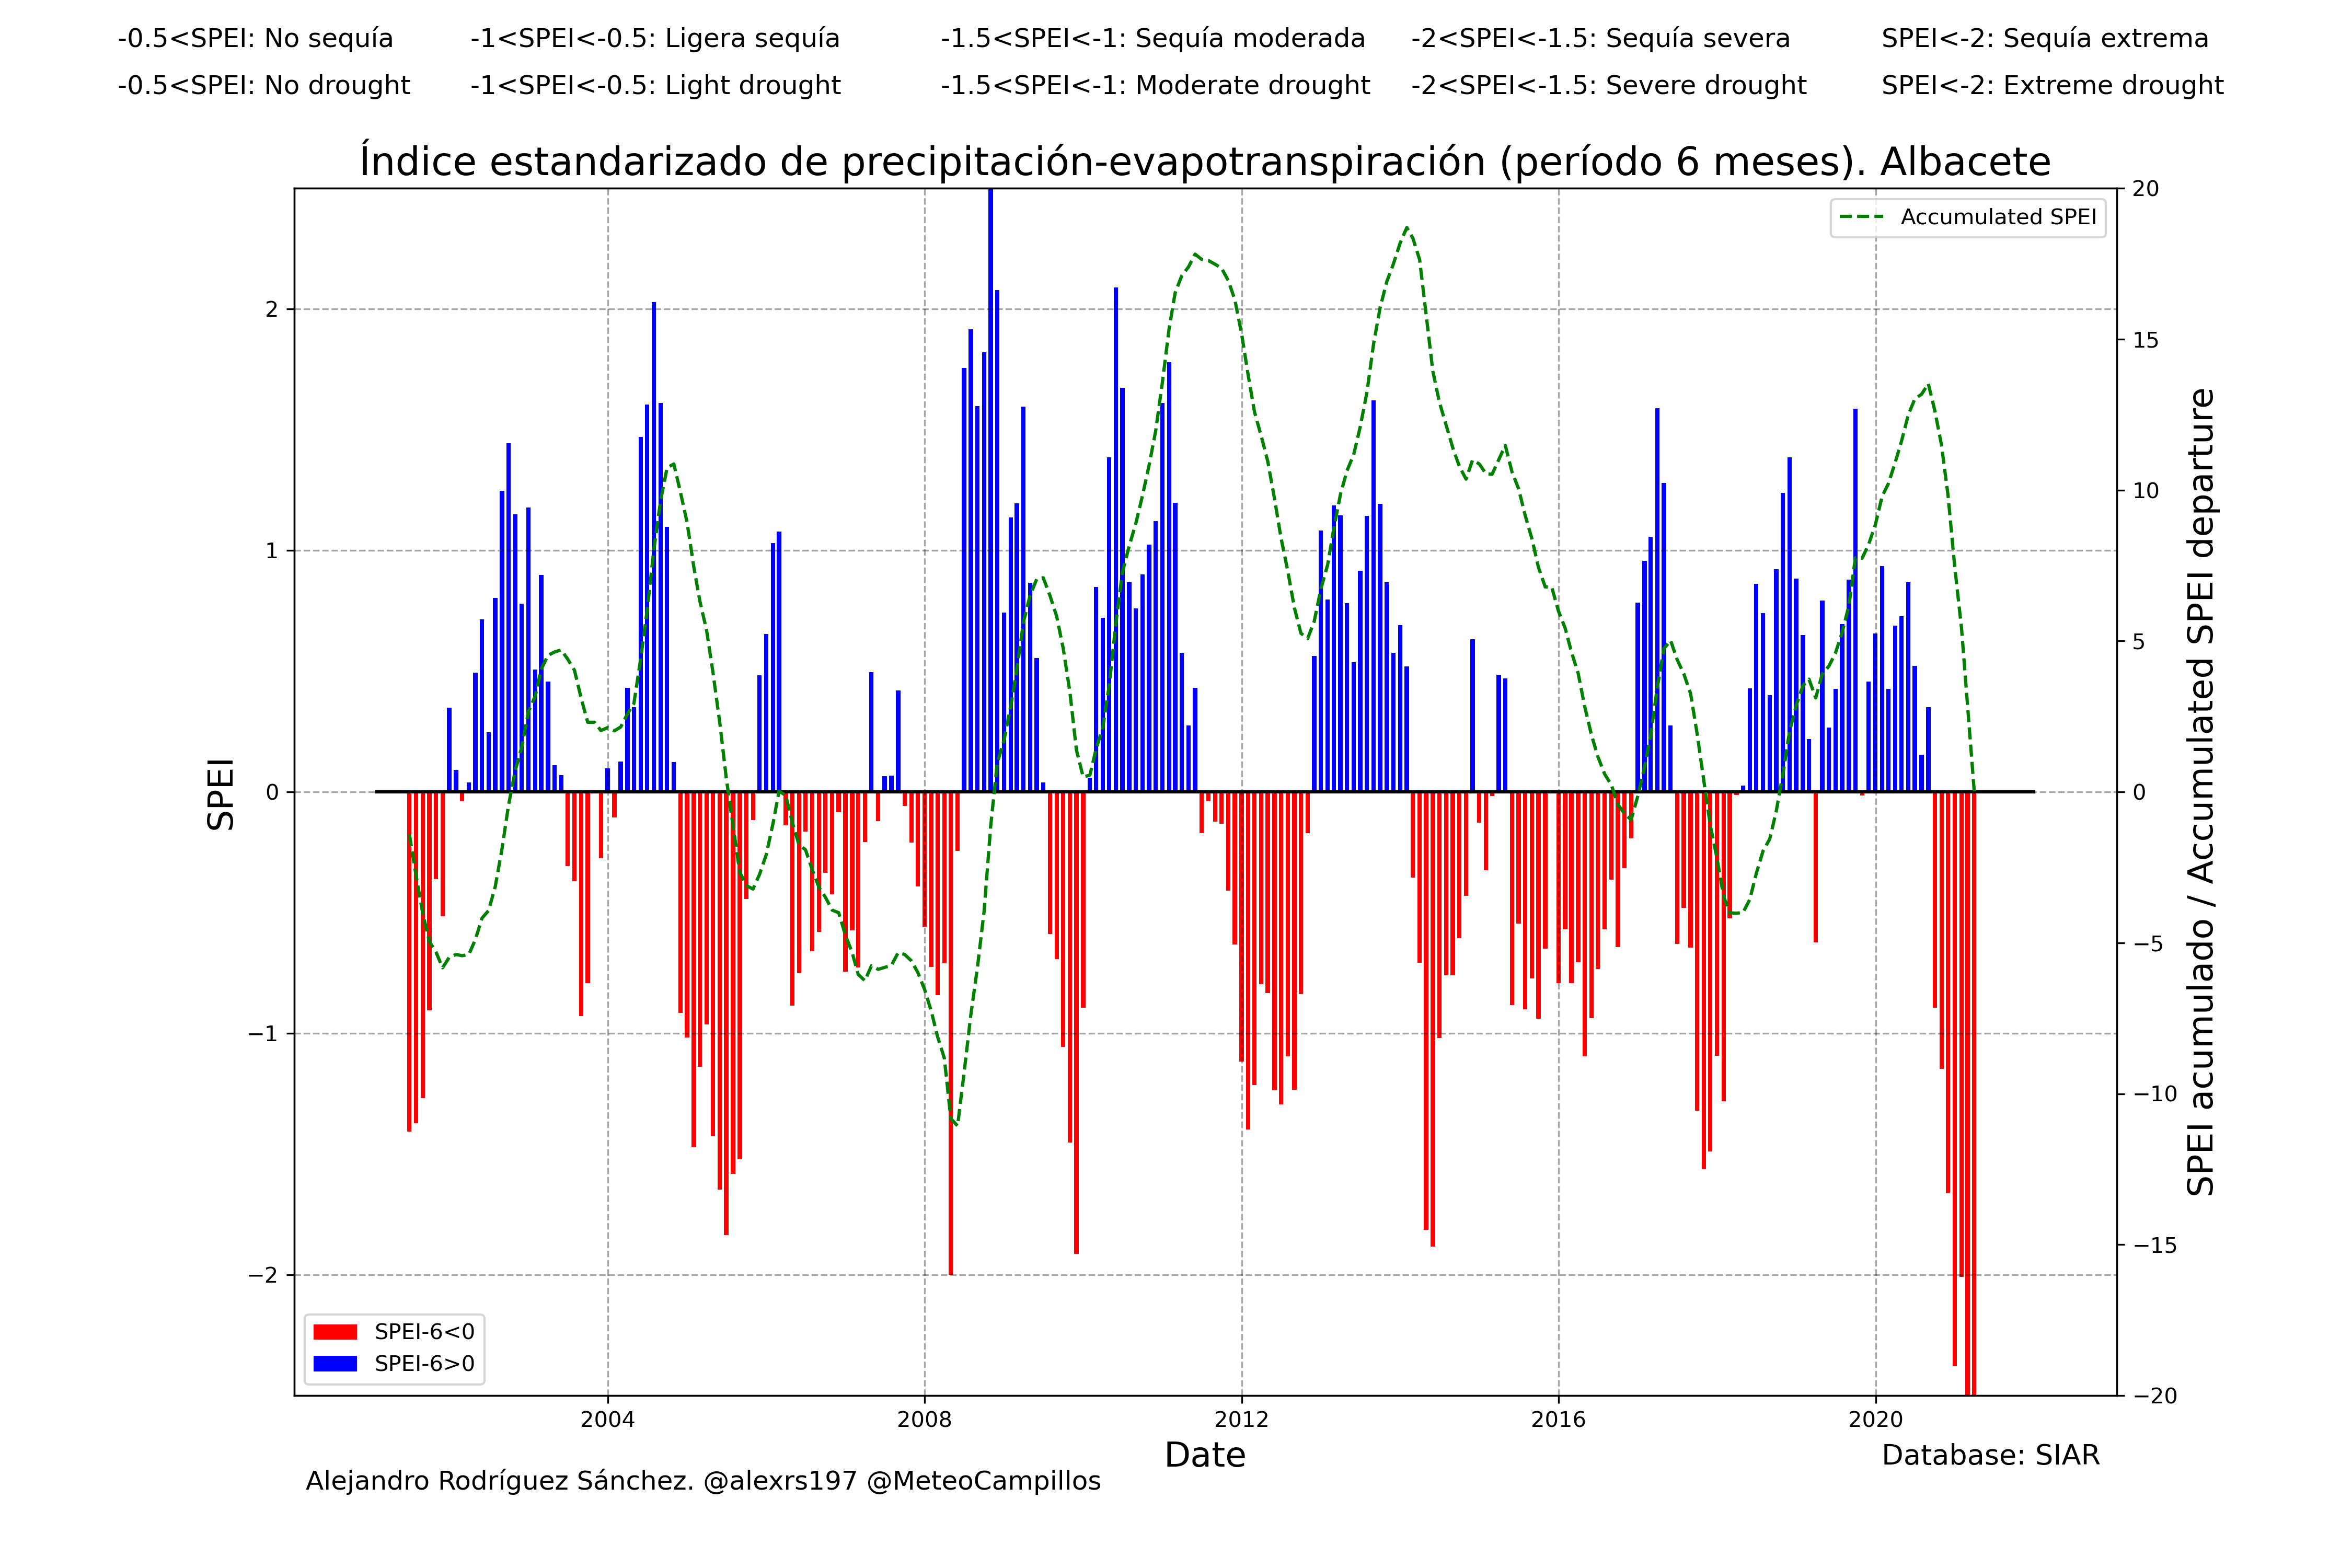 -0.5<SPEI: No sequía -1<SPEI<-0.5: Ligera sequía -1.5<SPEI<-1: Sequía moderada -2<SPEI<-1.5: Sequía severa SPEI<-2: Sequía extrema
-0.5<SPEI: No drought -1<SPEI<-0.5: Light drought -1.5<SPEI<-1: Moderate drought -2<SPEI<-1.5: Severe drought SPEI<-2: Extreme drought
Índice estandarizado de precipitación-evapotranspiración (período 6 meses). Albacete
Accumulated SPEI
SPEI
2
1
0
−1
−2
20
15
10
5
0
−5
−10
−15
−20
SPEI acumulado / Accumulated SPEI departure
SPEI-6<0
SPEI-6>0
2004 2008 2012 2016 2020
Date
Database: SIAR
Alejandro Rodríguez Sánchez. @alexrs197 @MeteoCampillos